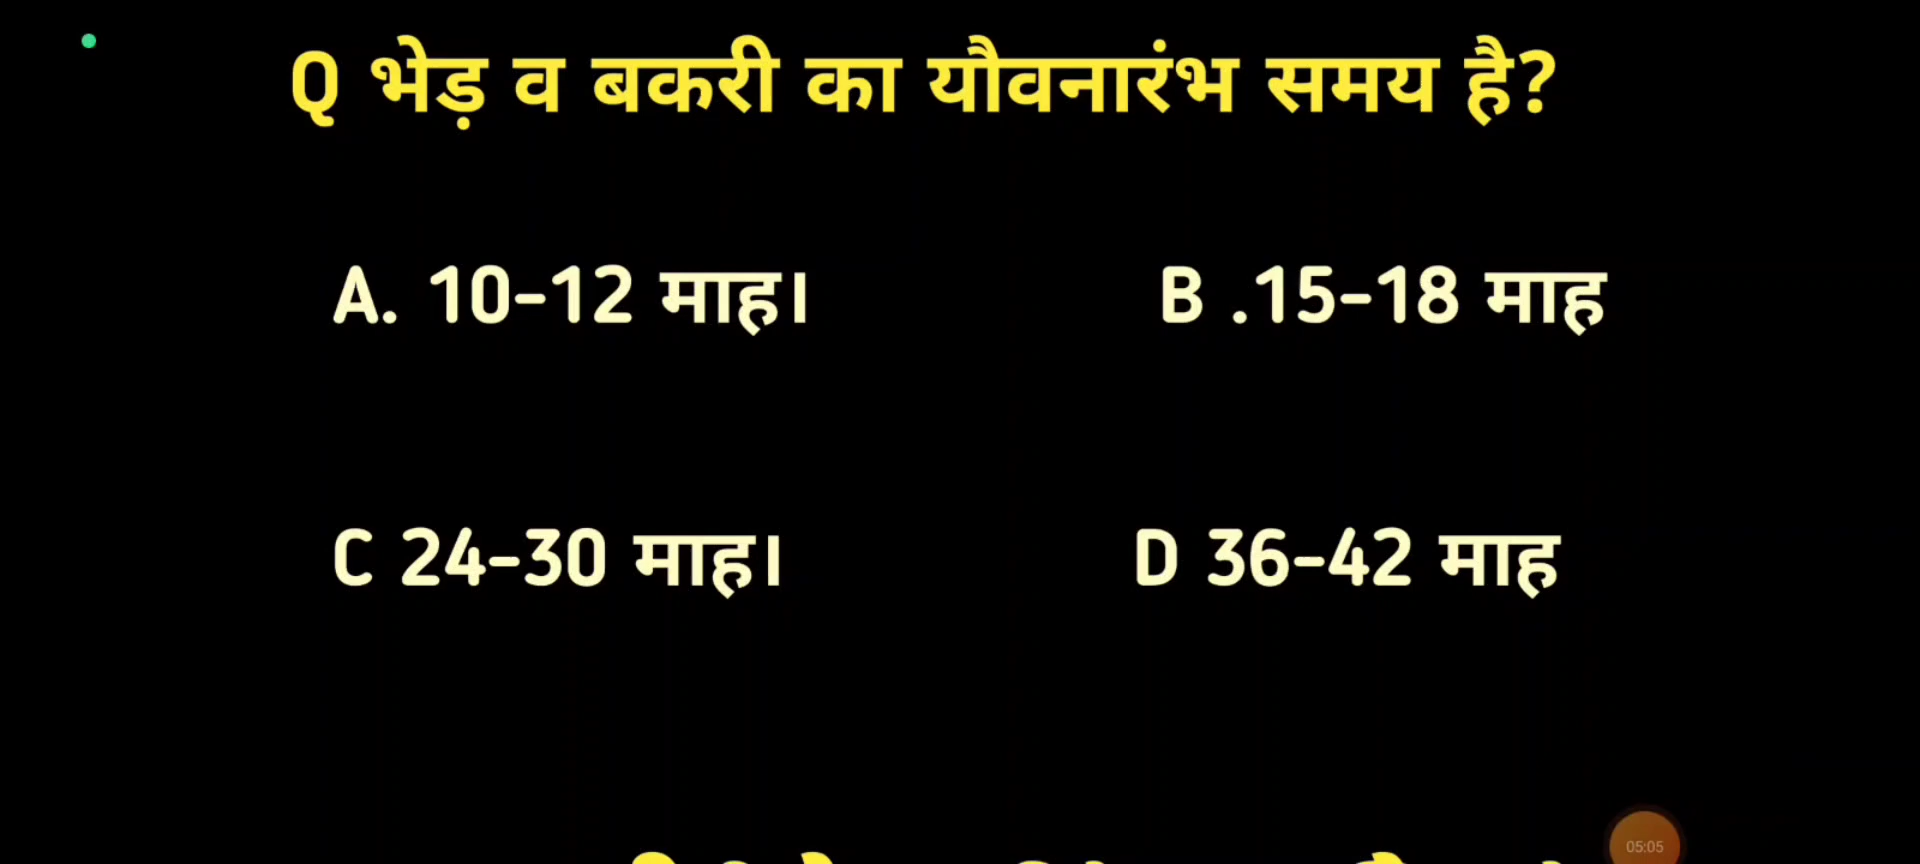 Q भेड़ व बकरी का यौवनारंभ समय है?
A. 10-12 माह। B .15-18 माह
C 24-30 माह। D 36-42 माह
05:05